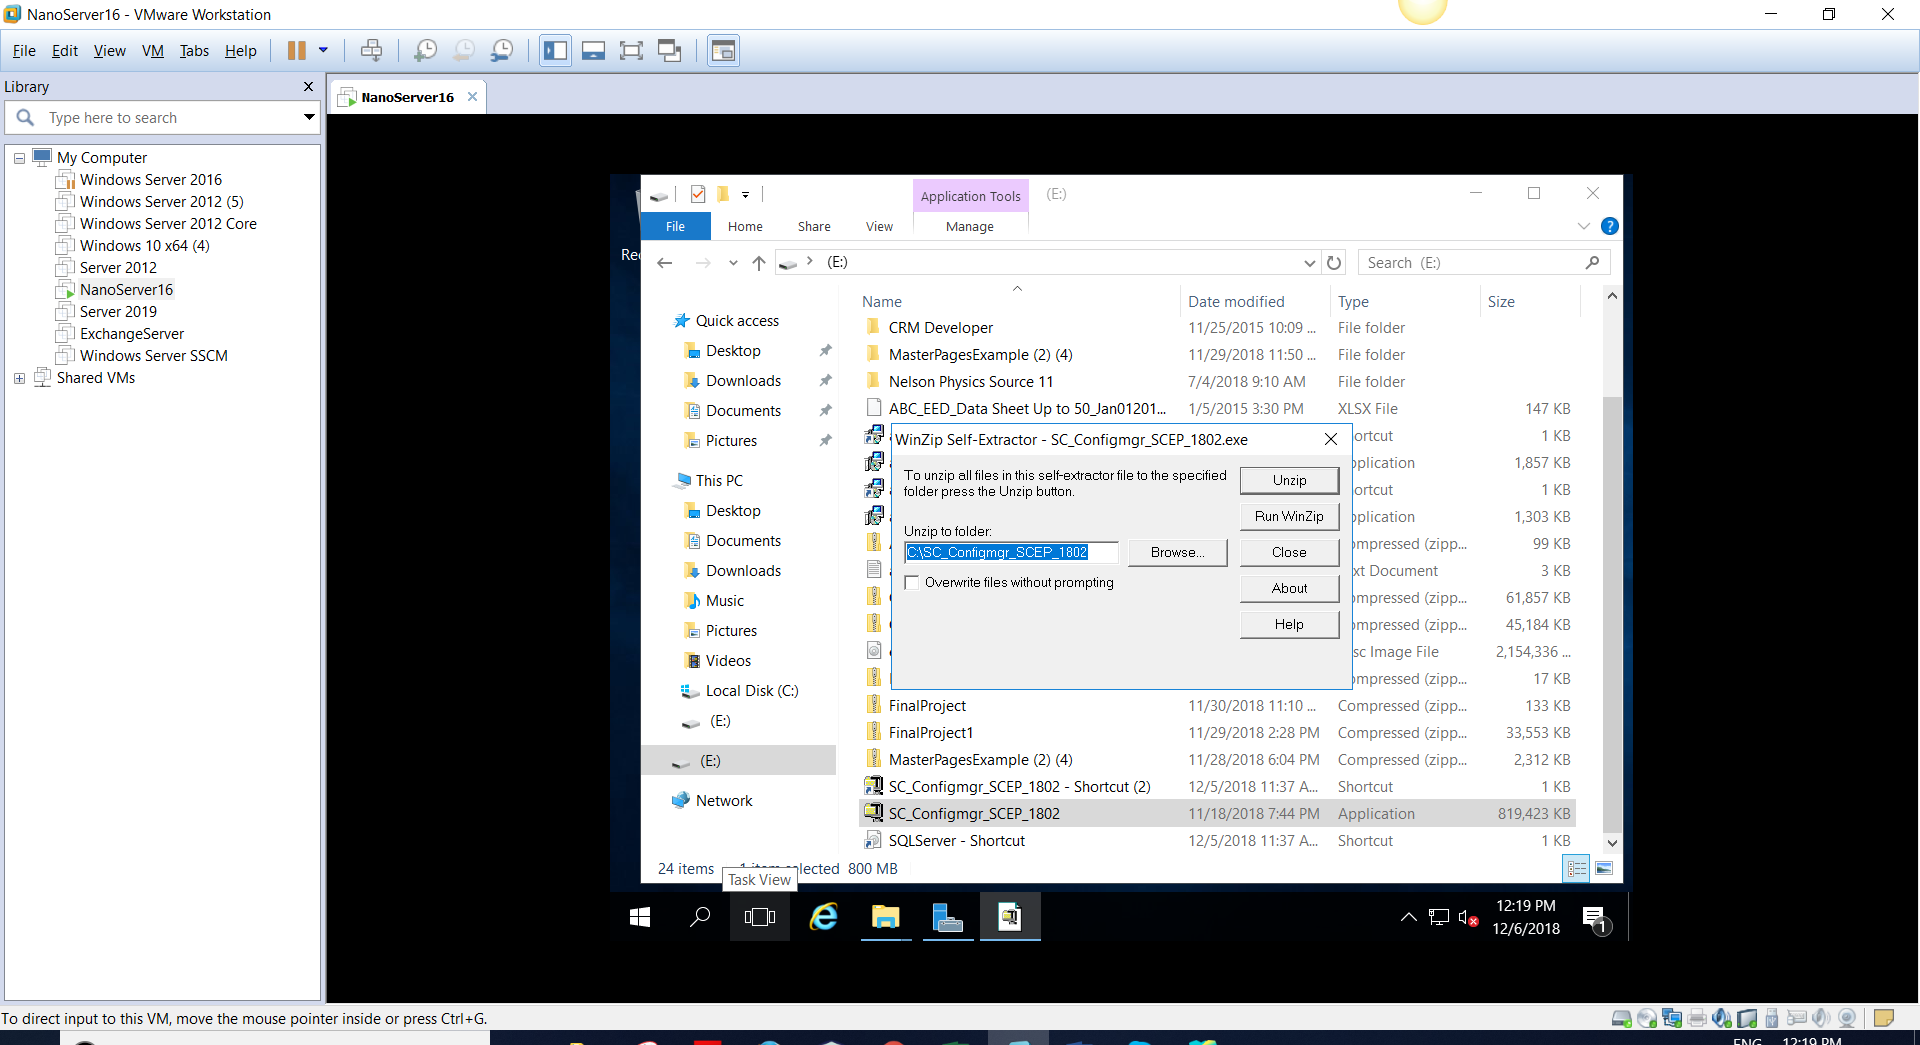 NanoServer16 - VMware Workstation
File Edit View VM Tabs Help
Library
Type here to search
My Computer
Windows Server 2016
Windows Server 2012 (5)
Windows Server 2012 Core
Windows 10 x64 (4)
Server 2012
NanoServer16
Server 2019
ExchangeServer
Windows Server SSCM
Shared VMs
NanoServer16
Application Tools
(E:)
File Home Share View Manage
(E:)
Search (E:)
Quick access
Desktop
Downloads
Documents
Pictures
This PC
Desktop
Documents
Downloads
Music
Pictures
Videos
Local Disk (C:)
(E:)
(E:)
Network
Name Date modified Type Size
CRM Developer 11/25/2015 10:09 ... File folder
MasterPagesExample (2) (4) 11/29/2018 11:50 ... File folder
Nelson Physics Source 11 7/4/2018 9:10 AM File folder
ABC_EED_Data Sheet Up to 50_Jan01201... 1/5/2015 3:30 PM XLSX File 147 KB
ortcut 1 KB
pplication 1,857 KB
ortcut 1 KB
pplication 1,303 KB
ompressed (zipp... 99 KB
xt Document 3 KB
ompressed (zipp... 61,857 KB
ompressed (zipp... 45,184 KB
sc Image File 2,154,336 ...
ompressed (zipp... 17 KB
WinZip Self-Extractor - SC_Configmgr_SCEP_1802.exe
To unzip all files in this self-extractor file to the specified
folder press the Unzip button.
Unzip to folder:
C:\SC_Configmgr_SCEP_1802
Browse...
Overwrite files without prompting
Unzip
Run WinZip
Close
About
Help
FinalProject 11/30/2018 11:10 ... Compressed (zipp... 133 KB
FinalProject1 11/29/2018 2:28 PM Compressed (zipp... 33,553 KB
MasterPagesExample (2) (4) 11/28/2018 6:04 PM Compressed (zipp... 2,312 KB
SC_Configmgr_SCEP_1802 - Shortcut (2) 12/5/2018 11:37 A... Shortcut 1 KB
SC_Configmgr_SCEP_1802 11/18/2018 7:44 PM Application 819,423 KB
SQLServer - Shortcut 12/5/2018 11:37 A... Shortcut 1 KB
24 items 1 item selected 800 MB
Task View
12:19 PM
12/6/2018
1
To direct input to this VM, move the mouse pointer inside or press Ctrl+G.
ENG 12:19 PM